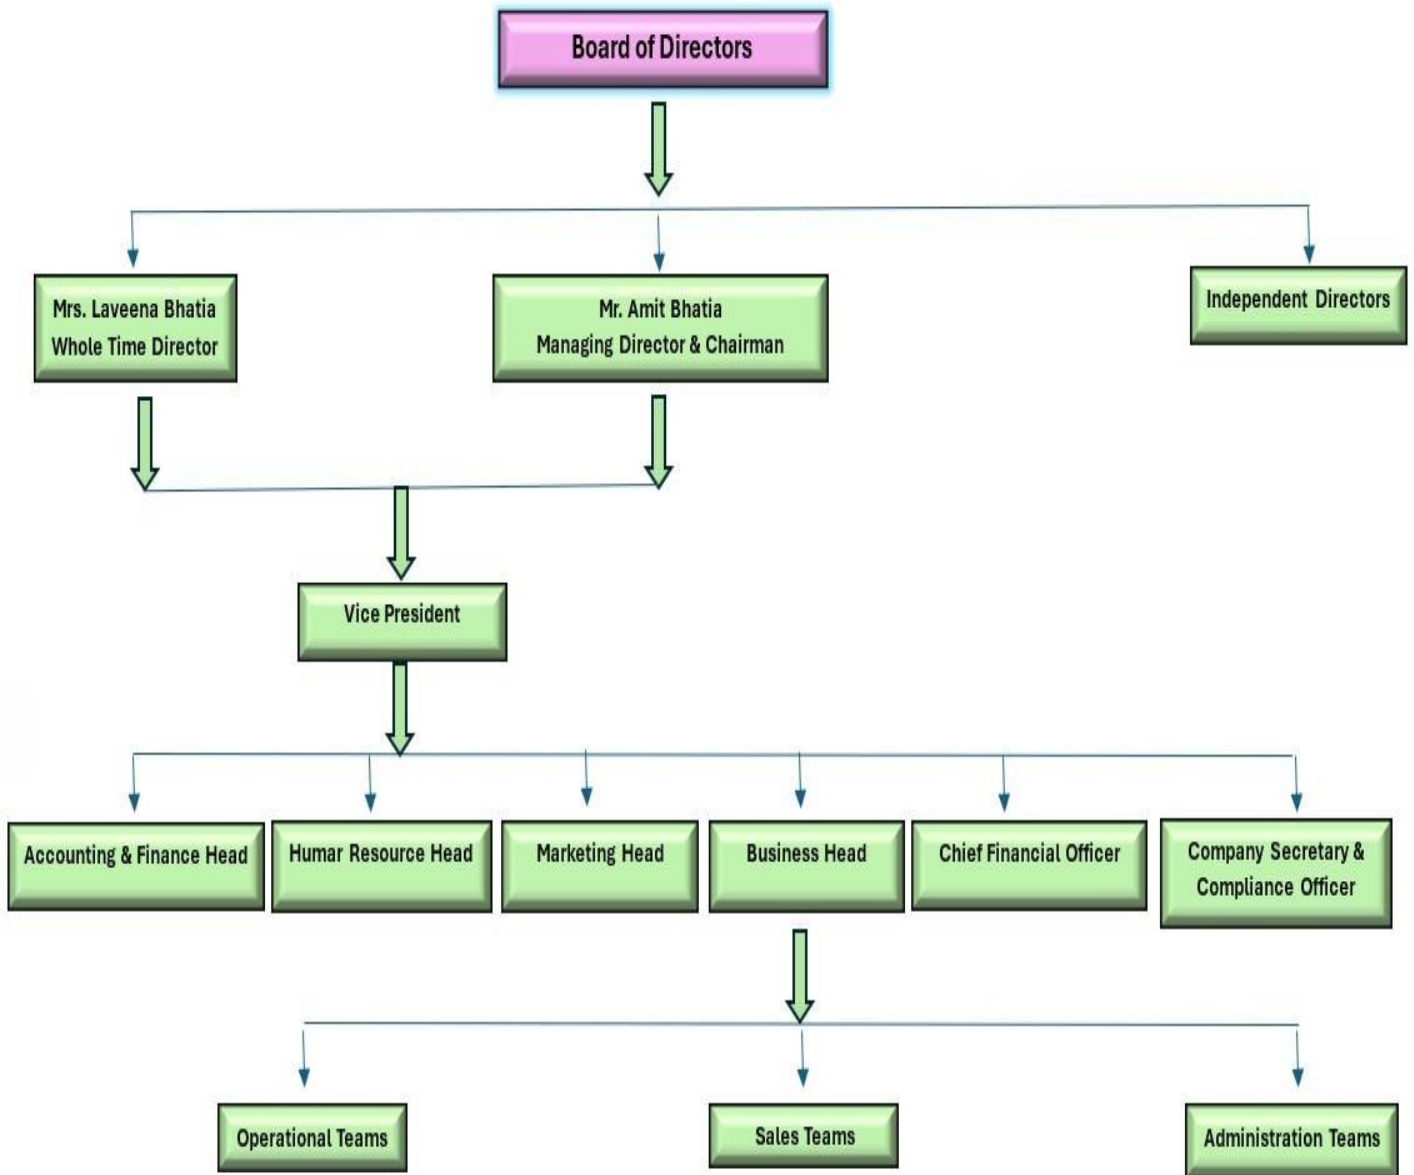 Board of Directors
Mrs. Laveena Bhatia
Whole Time Director
Mr. Amit Bhatia
Managing Director & Chairman
Independent Directors
Vice President
Accounting & Finance Head
Humar Resource Head
Marketing Head
Business Head
Chief Financial Officer
Company Secretary &
Compliance Officer
Operational Teams
Sales Teams
Administration Teams